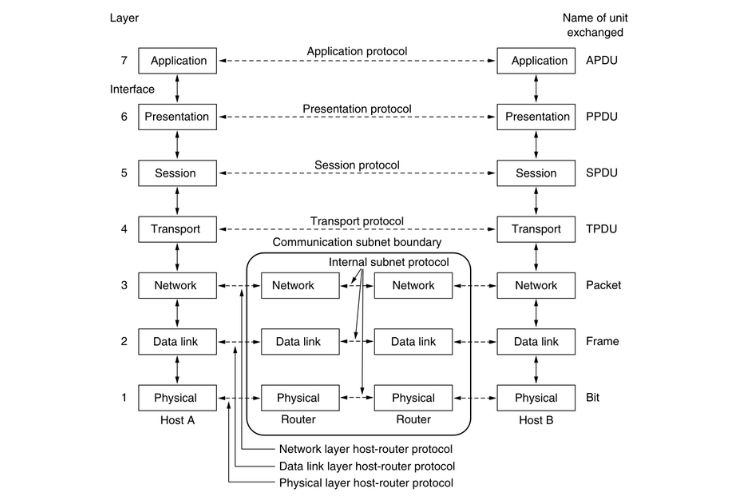 Layer
Name of unit
exchanged
Application protocol
7 Application Application APDU
Interface
Presentation protocol
6 Presentation Presentation PPDU
Session protocol
5 Session Session SPDU
Transport protocol
4 Transport Transport TPDU
Communication subnet boundary
Internal subnet protocol
3 Network Network Network Network Packet
2 Data link Data link Data link Data link Frame
1 Physical Physical Physical Physical Bit
Host A Router Router Host B
Network layer host-router protocol
Data link layer host-router protocol
Physical layer host-router protocol